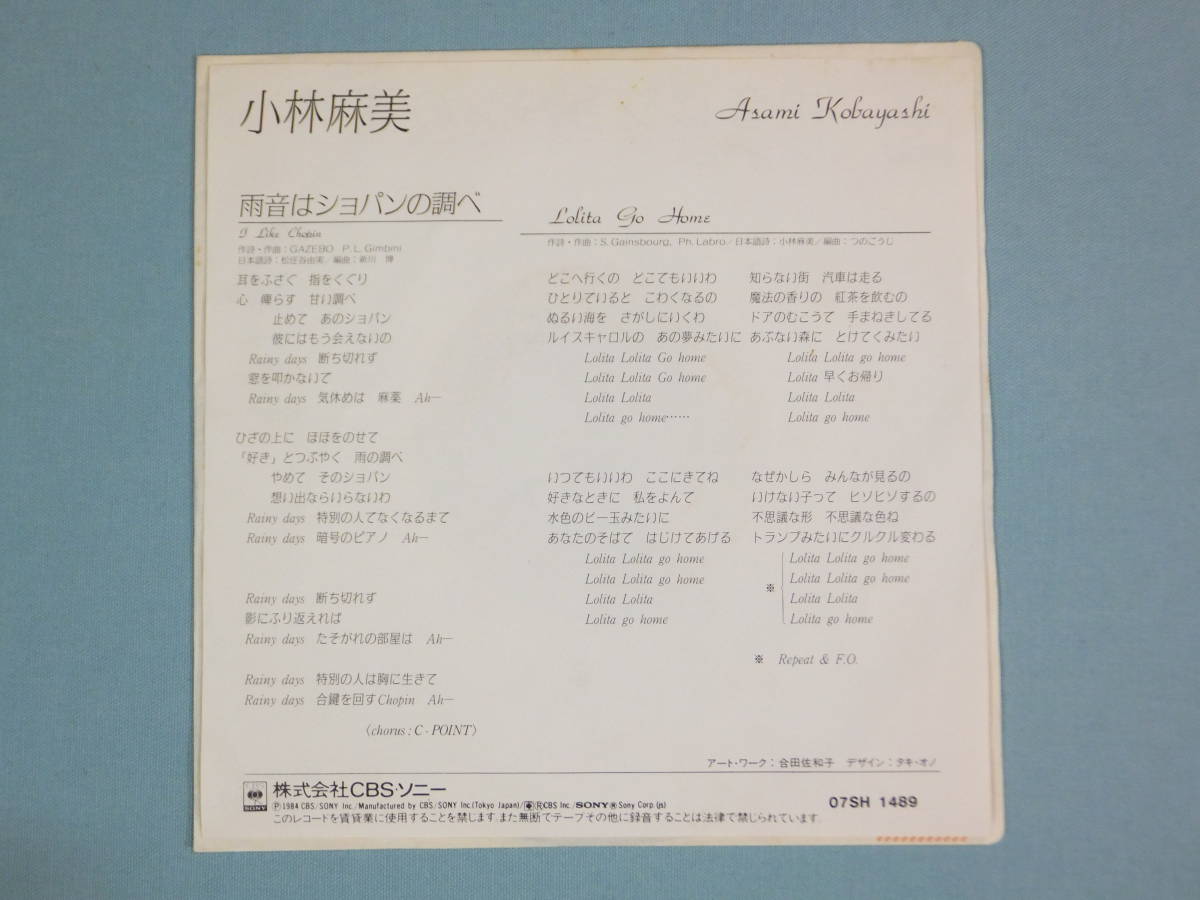 小林麻美
Asami Kobayashi
雨音はショパンの調べ
I Like Chopin
作詩・作曲：GAZEBO P.L.Gimbini
日本語詩：松任谷由実／編曲：新川 博
耳をふさぐ 指をくぐり
心 痺らす 甘い調べ
止めて あのショパン
彼にはもう会えないの
Rainy days 断ち切れず
窓を叩かないで
Rainy days 気休めは 麻薬 Ah—
ひざの上に ほほをのせて
「好き」とつぶやく 雨の調べ
やめて そのショパン
想い出ならいらないわ
Rainy days 特別の人でなくなるまで
Rainy days 暗号のピアノ Ah—
Rainy days 断ち切れず
影にふり返えれば
Rainy days たそがれの部屋は Ah—
Rainy days 特別の人は胸に生きて
Rainy days 合鍵を回すChopin Ah—
〈chorus : C - POINT〉
Lolita Go Home
作詩・作曲：S. Gainsbourg, Ph. Labro／日本語詩：小林麻美／編曲：つのごうじ
どこへ行くの どこでもいいわ
ひとりでいると こわくなるの
ぬるい海を さがしにいくわ
ルイスキャロルの あの夢みたいに
Lolita Lolita Go home
Lolita Lolita Go home
Lolita Lolita
Lolita go home……
いつでもいいわ ここにきてね
好きなときに 私をよんで
水色のビー玉みたいに
あなたのそばで はじけてあげる
Lolita Lolita go home
Lolita Lolita go home
Lolita Lolita
Lolita go home
知らない街 汽車は走る
魔法の香りの 紅茶を飲むの
ドアのむこうで 手まねきしてる
あぶない森に とけてくみたい
Lolita Lolita go home
Lolita 早くお帰り
Lolita Lolita
Lolita go home
なぜかしら みんなが見るの
いけない子って ヒソヒソするの
不思議な形 不思議な色ね
トランプみたいにクルクル変わる
Lolita Lolita go home
※ Lolita Lolita go home
Lolita Lolita
Lolita go home
※ Repeat & F.O.
アート・ワーク：合田佐和子 デザイン：タキ・オノ
SONY 株式会社CBS・ソニー
Ⓟ1984 CBS/SONY Inc./Manufactured by CBS/SONY Inc.(Tokyo Japan)/ⓇCBS Inc./SONY® Sony Corp.(js)
このレコードを賃貸業に使用することを禁じます。また無断でテープその他に録音することは法律で禁じられています。
07SH 1489